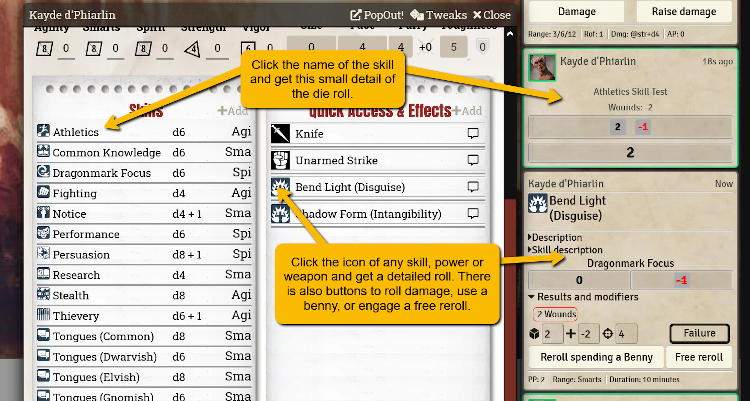 Kayde d'Phiarlin
PopOut! Tweaks Close
Agility Smarts Spirit Strength Vigor
8 0 8 0 8 0 4 0 6 0
Size Pace Parry Toughness
0 4 4 +0 5 0
Click the name of the skill
and get this small detail of
the die roll.
Skills
+Add
Athletics d6 Agi
Common Knowledge d6 Sma
Dragonmark Focus d6 Spi
Fighting d4 Agi
Notice d4 + 1 Sma
Performance d6 Spi
Persuasion d8 + 1 Spi
Research d4 Sma
Stealth d8 Agi
Thievery d6 + 1 Agi
Tongues (Common) d8 Sma
Tongues (Dwarvish) d6 Sma
Tongues (Elvish) d8 Sma
Tongues (Gnomish) d6 Sma
Quick Access & Effects
+Add
Knife
Unarmed Strike
Bend Light (Disguise)
Shadow Form (Intangibility)
Click the icon of any skill, power or
weapon and get a detailed roll. There
is also buttons to roll damage, use a
benny, or engage a free reroll.
Damage Raise damage
Range: 3/6/12 Rof: 1 Dmg: @str+d4 AP: 0
Kayde d'Phiarlin 18s ago
Athletics Skill Test
Wounds: 2
2 -1
2
Kayde d'Phiarlin Now
Bend Light
(Disguise)
Description
Skill description
Dragonmark Focus
0 -1
Results and modifiers
2 Wounds
2 -2 4 Failure
Reroll spending a Benny Free reroll
PP: 2 Range: Smarts Duration: 10 minutes